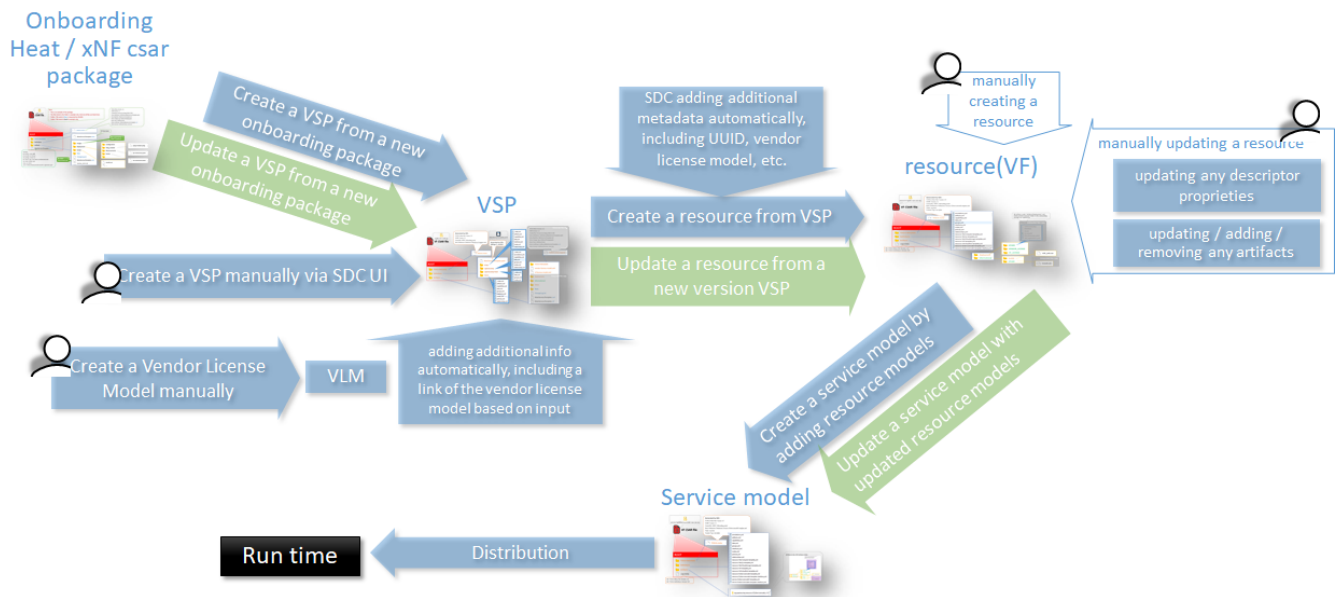 Onboarding
Heat / xNF csar
package
Create a VSP from a new
onboarding package
Update a VSP from a new
onboarding package
Create a VSP manually via SDC UI
Create a Vendor License
Model manually
VLM
VSP
adding additional info
automatically, including a
link of the vendor license
model based on input
SDC adding additional
metadata automatically,
including UUID, vendor
license model, etc.
Create a resource from VSP
Update a resource from a
new version VSP
manually
creating a
resource
resource(VF)
manually updating a resource
updating any descriptor
proprieties
updating / adding /
removing any artifacts
Create a service model by
adding resource models
Update a service model with
updated resource models
Service model
Distribution
Run time